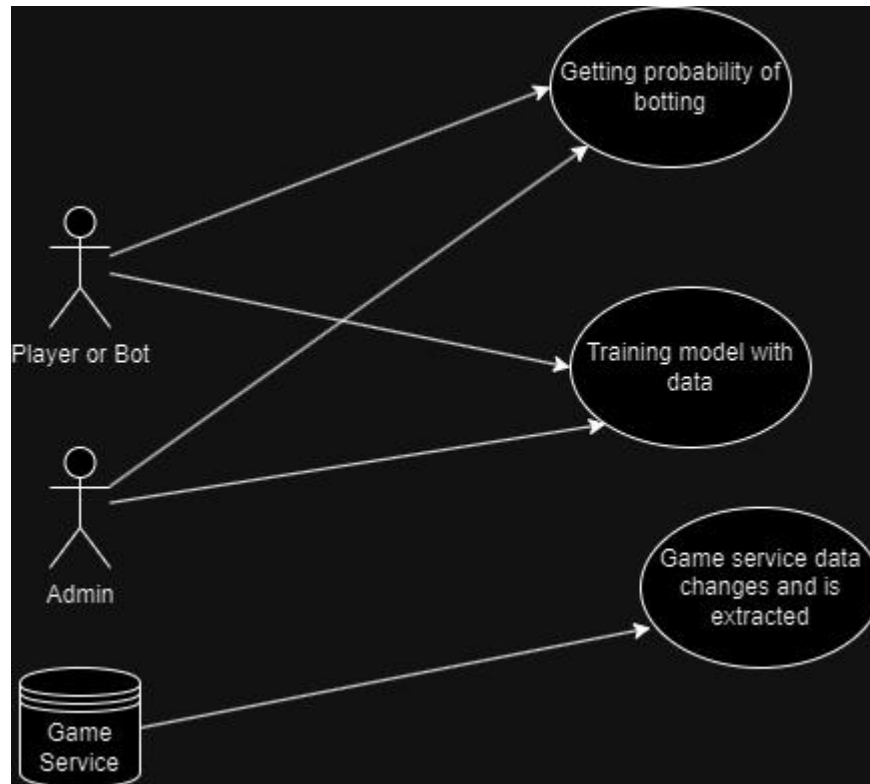 Getting probability of
botting
Player or Bot
Training model with
data
Admin
Game service data
changes and is
extracted
Game
Service